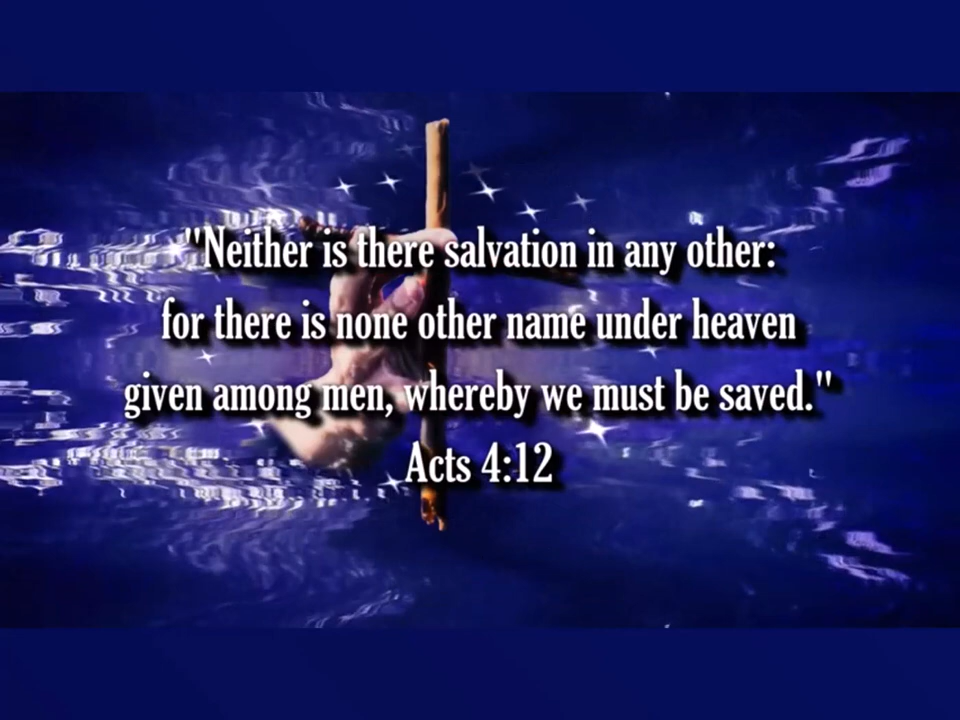 "Neither is there salvation in any other:
for there is none other name under heaven
given among men, whereby we must be saved."
Acts 4:12